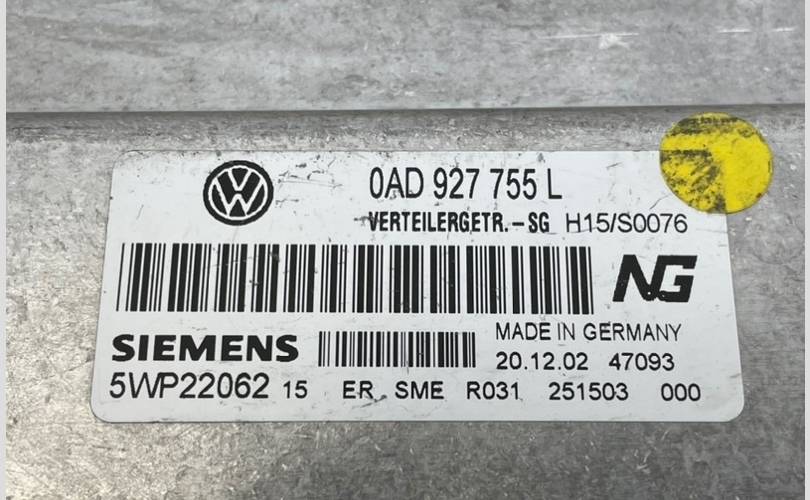 0AD 927 755 L
VERTEILERGETR.-SG H15/S0076
NG
SIEMENS
MADE IN GERMANY
20.12.02 47093
5WP22062 15 ER SME R031 251503 000